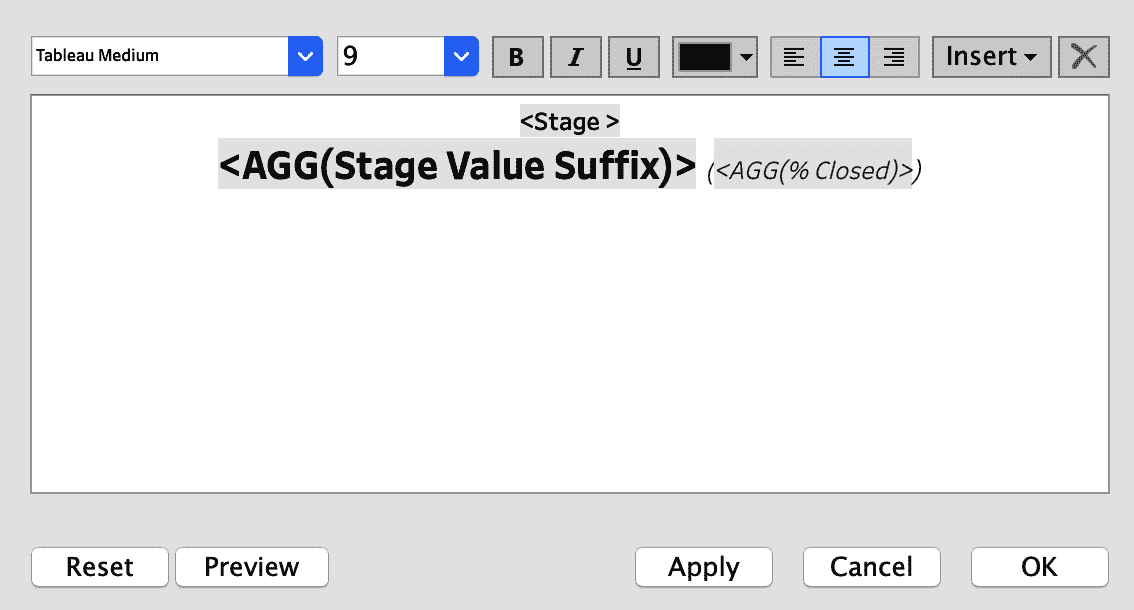 Tableau Medium 9 B I U Insert
<Stage >
<AGG(Stage Value Suffix)> (<AGG(% Closed)>)
Reset Preview Apply Cancel OK